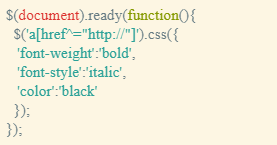 $(document).ready(function(){
$('a[href^="http://"]').css({
'font-weight':'bold',
'font-style':'italic',
'color':'black'
});
});